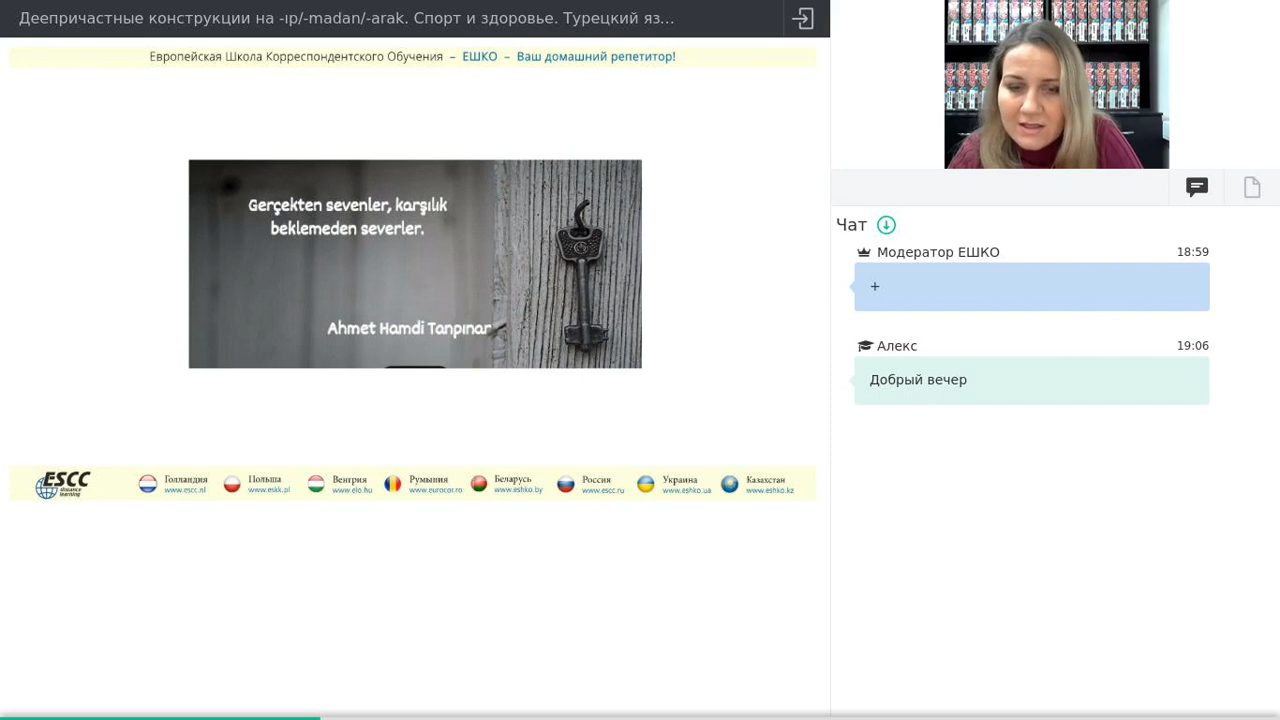 Деепричастные конструкции на -ıp/-madan/-arak. Спорт и здоровье. Турецкий яз...
Европейская Школа Корреспондентского Обучения – ЕШКО – Ваш домашний репетитор!
Gerçekten sevenler, karşılık
beklemeden severler.
Ahmet Hamdi Tanpınar
ESCC
distance
learning
Голландия
www.escc.nl
Польша
www.eskk.pl
Венгрия
www.elo.hu
Румыния
www.eurocor.ro
Беларусь
www.eshko.by
Россия
www.escc.ru
Украина
www.eshko.ua
Казахстан
www.eshko.kz
Чат
Модератор ЕШКО 18:59
+
Алекс 19:06
Добрый вечер